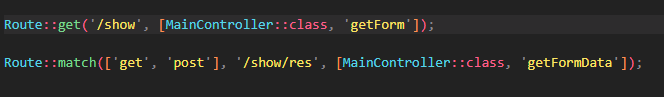 Route::get('/show', [MainController::class, 'getForm']);
Route::match(['get', 'post'], '/show/res', [MainController::class, 'getFormData']);